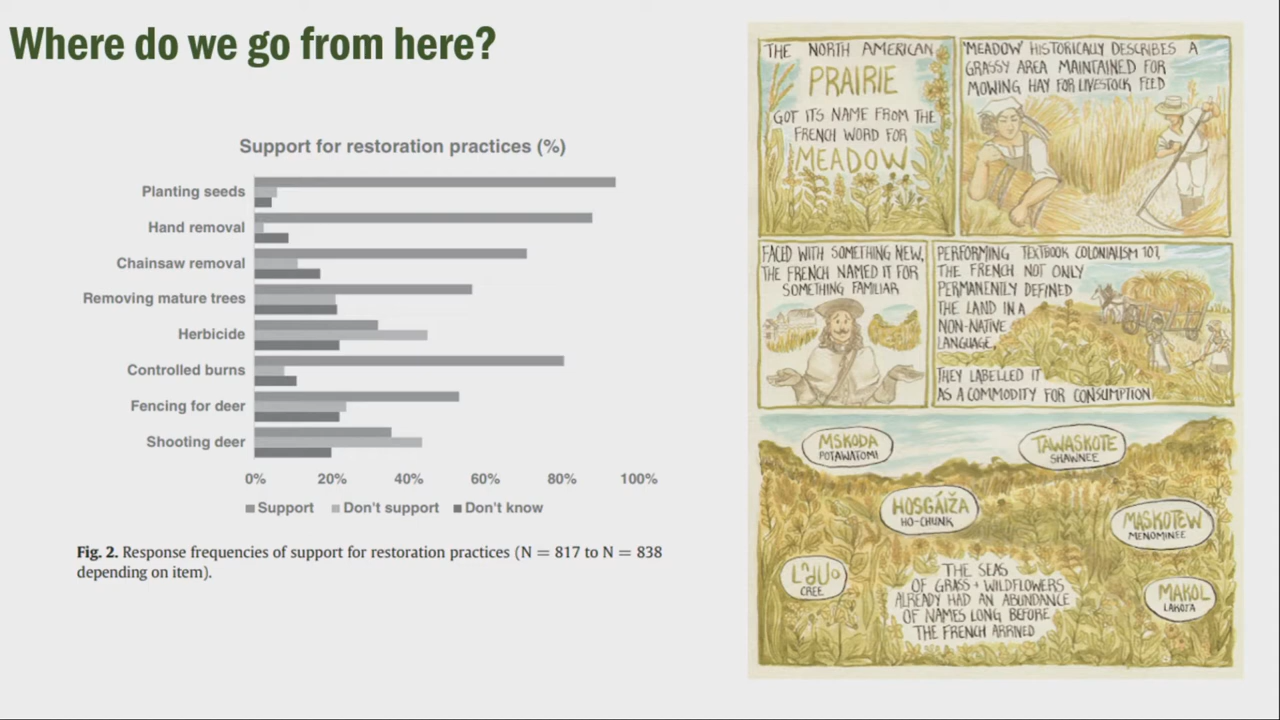 Where do we go from here?
Support for restoration practices (%)
Planting seeds
Hand removal
Chainsaw removal
Removing mature trees
Herbicide
Controlled burns
Fencing for deer
Shooting deer
0% 20% 40% 60% 80% 100%
Support Don't support Don't know
Fig. 2. Response frequencies of support for restoration practices (N = 817 to N = 838
depending on item).
THE NORTH AMERICAN
PRAIRIE
GOT ITS NAME FROM THE
FRENCH WORD FOR
MEADOW
'MEADOW' HISTORICALLY DESCRIBES A
GRASSY AREA MAINTAINED FOR
MOWING HAY FOR LIVESTOCK FEED
FACED WITH SOMETHING NEW,
THE FRENCH NAMED IT FOR
SOMETHING FAMILIAR
PERFORMING TEXTBOOK COLONIALISM 101,
THE FRENCH NOT ONLY
PERMANENTLY DEFINED
THE LAND IN A
NON-NATIVE
LANGUAGE,
THEY LABELLED IT
AS A COMMODITY FOR CONSUMPTION
MSKODA
POTAWATOMI
TAWASKOTE
SHAWNEE
HOSGÁIŽA
HO-CHUNK
MASKOTEW
MENOMINEE
CREE
MAKOL
LAKOTA
THE SEAS
OF GRASS + WILDFLOWERS
ALREADY HAD AN ABUNDANCE
OF NAMES LONG BEFORE
THE FRENCH ARRIVED